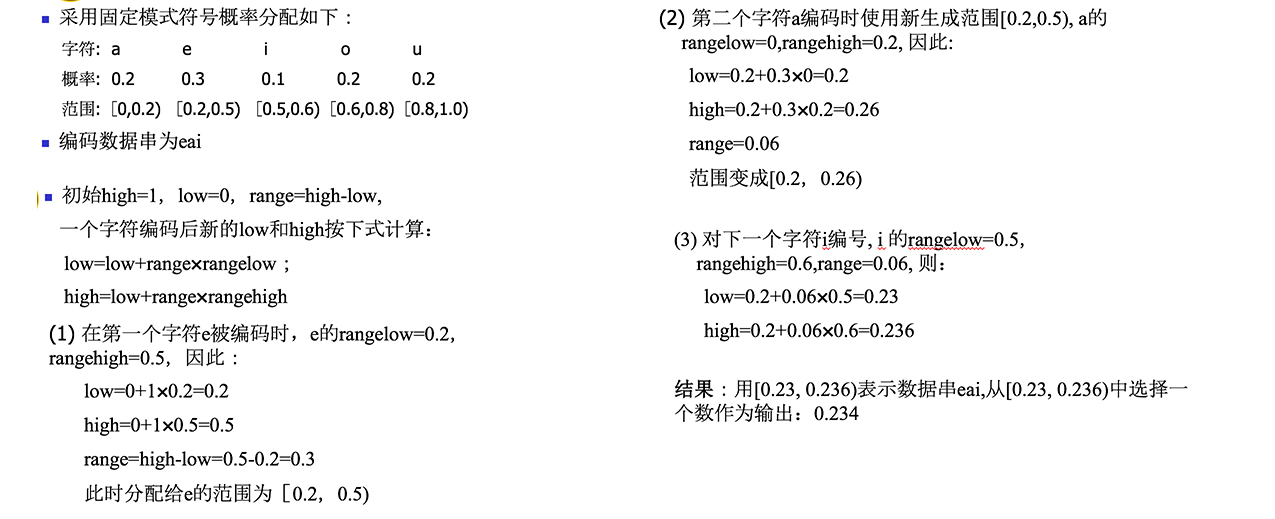 采用固定模式符号概率分配如下：
字符: a e i o u
概率: 0.2 0.3 0.1 0.2 0.2
范围: [0,0.2) [0.2,0.5) [0.5,0.6) [0.6,0.8) [0.8,1.0)
编码数据串为eai
初始high=1，low=0，range=high-low,
一个字符编码后新的low和high按下式计算：
low=low+range×rangelow；
high=low+range×rangehigh
(1) 在第一个字符e被编码时，e的rangelow=0.2,
rangehigh=0.5，因此：
low=0+1×0.2=0.2
high=0+1×0.5=0.5
range=high-low=0.5-0.2=0.3
此时分配给e的范围为［0.2，0.5)
(2) 第二个字符a编码时使用新生成范围[0.2,0.5), a的
rangelow=0,rangehigh=0.2, 因此:
low=0.2+0.3×0=0.2
high=0.2+0.3×0.2=0.26
range=0.06
范围变成[0.2，0.26)
(3) 对下一个字符i编号, i 的rangelow=0.5,
rangehigh=0.6,range=0.06, 则：
low=0.2+0.06×0.5=0.23
high=0.2+0.06×0.6=0.236
结果：用[0.23, 0.236)表示数据串eai,从[0.23, 0.236)中选择一
个数作为输出：0.234